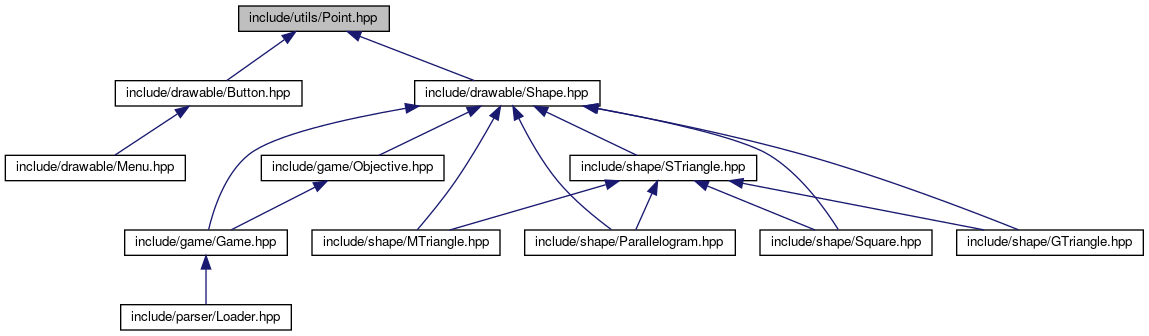 include/utils/Point.hpp
include/drawable/Button.hpp
include/drawable/Shape.hpp
include/drawable/Menu.hpp
include/game/Objective.hpp
include/shape/STriangle.hpp
include/game/Game.hpp
include/shape/MTriangle.hpp
include/shape/Parallelogram.hpp
include/shape/Square.hpp
include/shape/GTriangle.hpp
include/parser/Loader.hpp